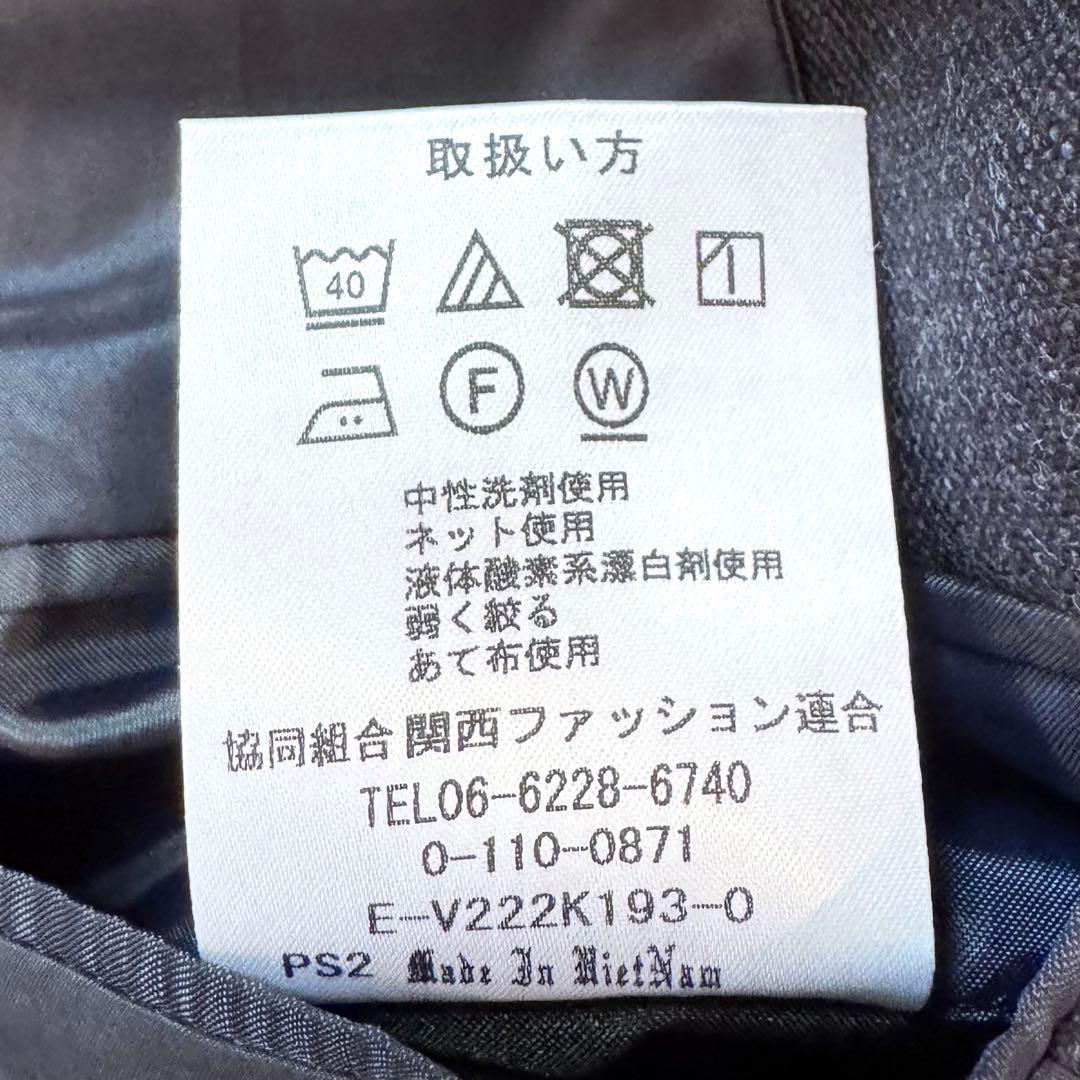 取扱い方
40
F W
中性洗剤使用
ネット使用
液体酸素系漂白剤使用
弱く絞る
あて布使用
協同組合関西ファッション連合
TEL06-6228-6740
0-110-0871
E-V222K193-0
PS2 Made In VietNam